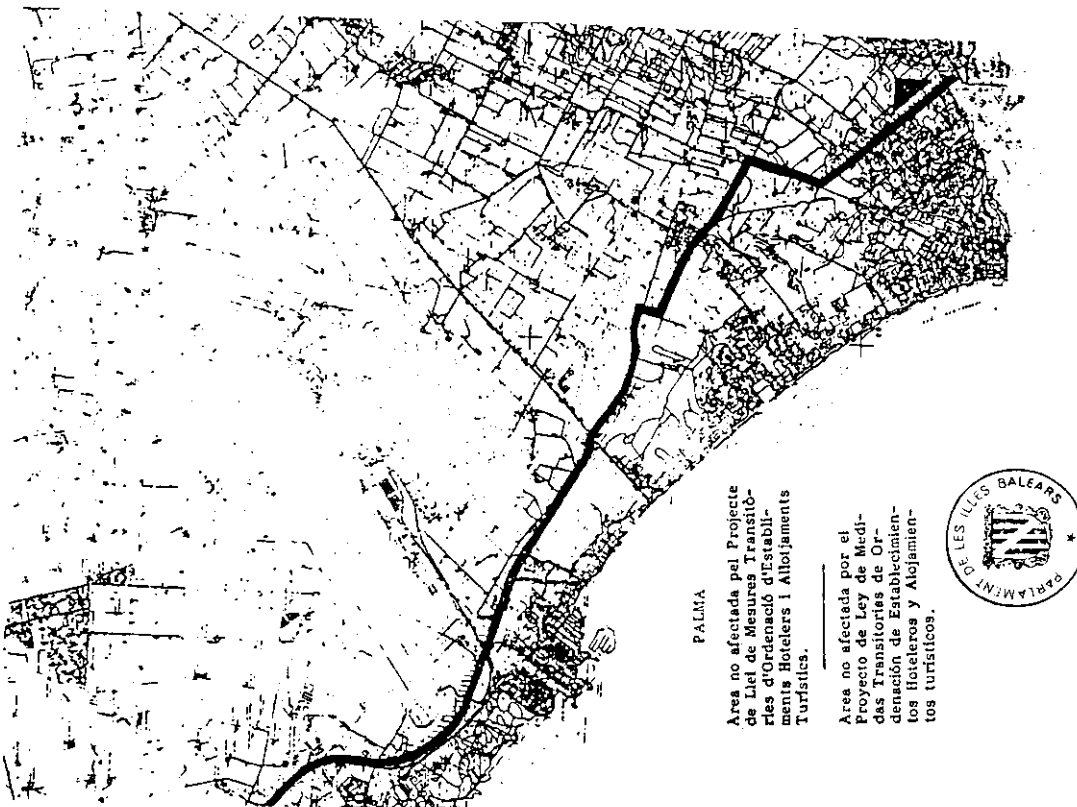 PALMA
Area no afectada pel Projecte
de Llei de Mesures Transitò-
ries d'Ordenació d'Establi-
ments Hotelers i Allotjaments
Turístics.
Area no afectada por el
Proyecto de Ley de Medi-
das Transitorias de Or-
denación de Establecimien-
tos Hoteleros y Alojamien-
tos turísticos.
PARLAMENT DE LES ILLES BALEARS